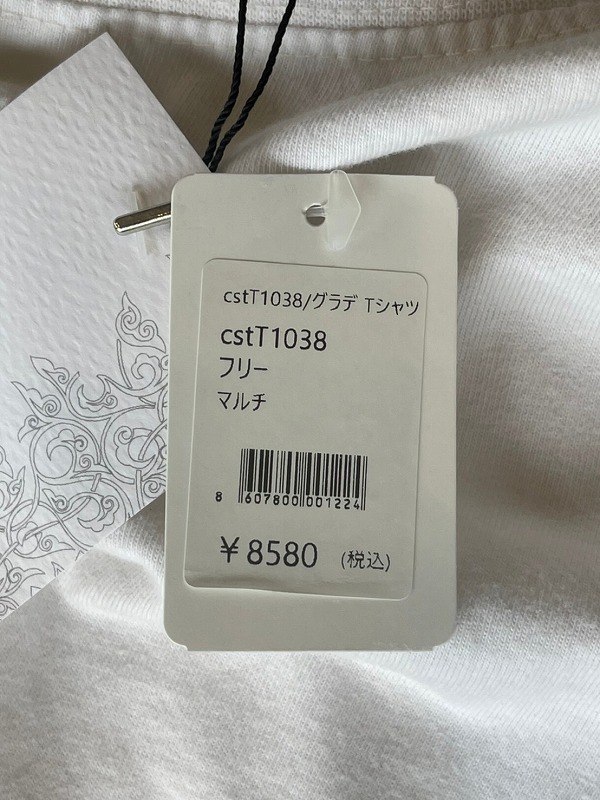 cstT1038/グラデ Tシャツ
cstT1038
フリー
マルチ
8 607800 001224
￥8580 (税込)